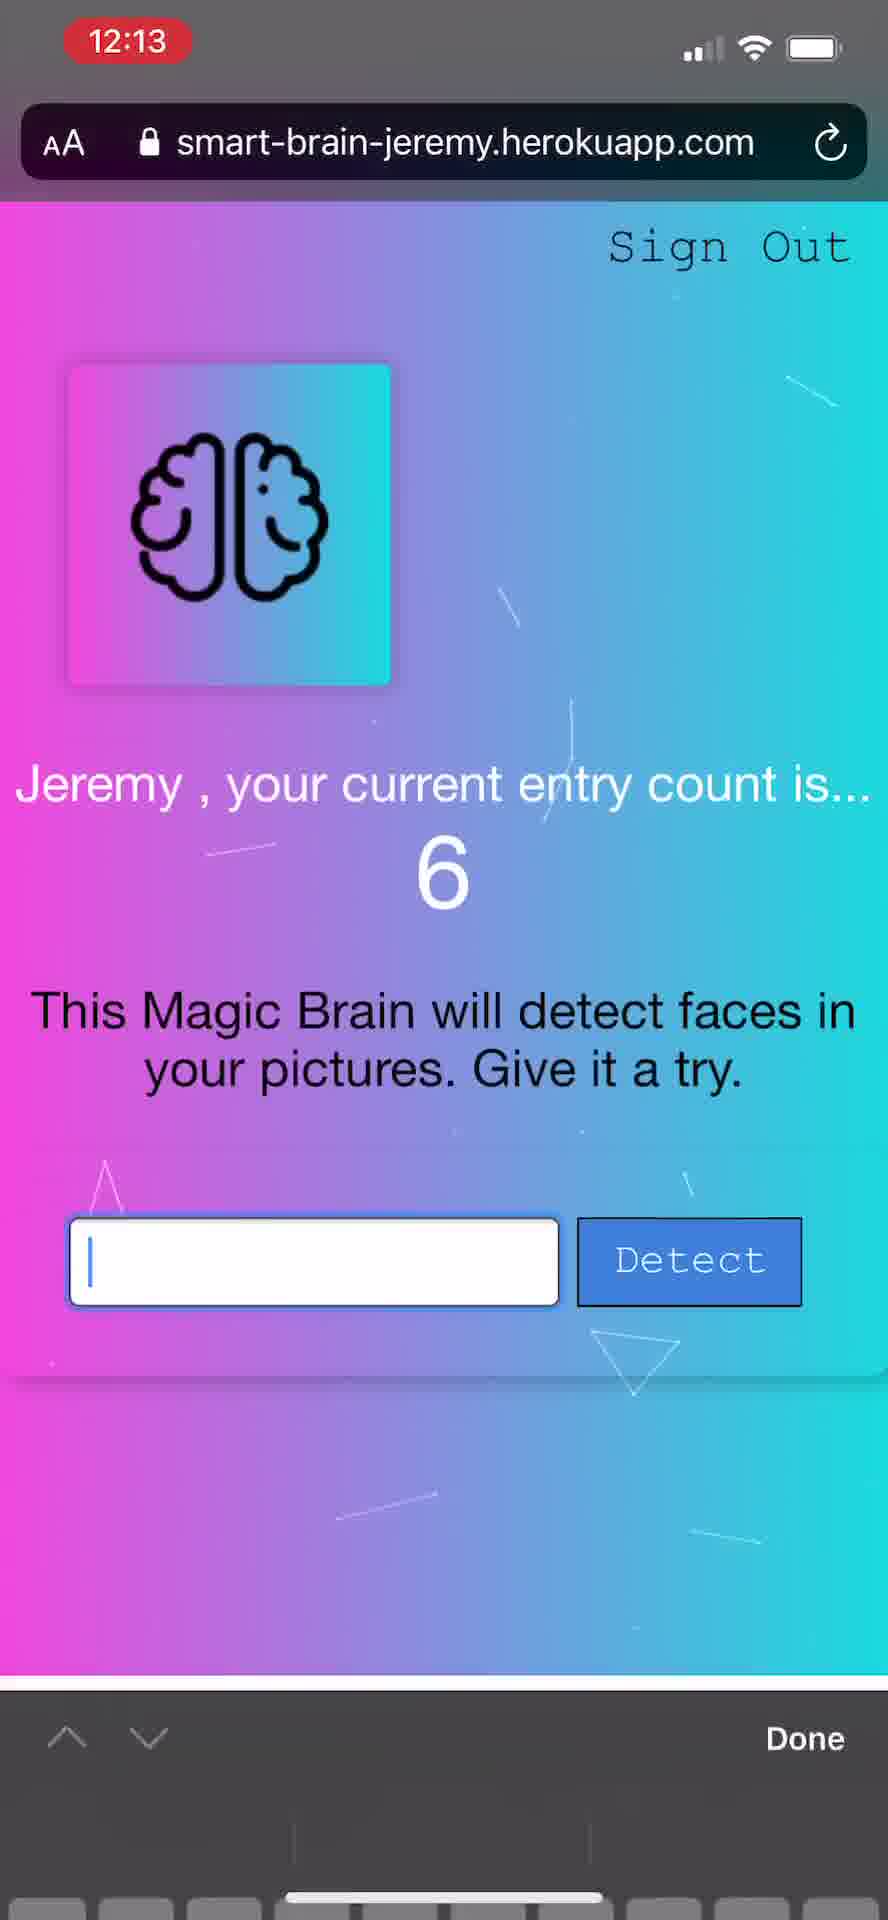 12:13
AA smart-brain-jeremy.herokuapp.com
Sign Out
Jeremy , your current entry count is...
6
This Magic Brain will detect faces in
your pictures. Give it a try.
Detect
Done